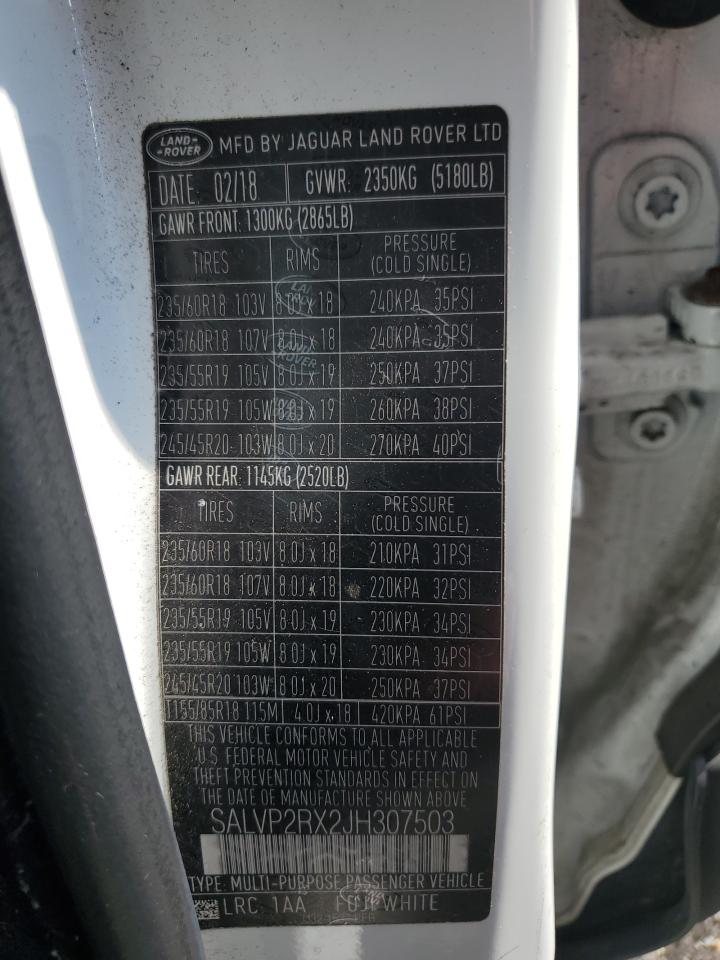 LAND-ROVER MFD BY JAGUAR LAND ROVER LTD
DATE: 02/18 GVWR: 2350KG (5180LB)
GAWR FRONT: 1300KG (2865LB)
TIRES RIMS PRESSURE (COLD SINGLE)
235/60R18 103V 8.0J x 18 240KPA 35PSI
235/60R18 107V 8.0J x 18 240KPA 35PSI
235/55R19 105V 8.0J x 19 250KPA 37PSI
235/55R19 105W 8.0J x 19 260KPA 38PSI
245/45R20 103W 8.0J x 20 270KPA 40PSI
GAWR REAR: 1145KG (2520LB)
TIRES RIMS PRESSURE (COLD SINGLE)
235/60R18 103V 8.0J x 18 210KPA 31PSI
235/60R18 107V 8.0J x 18 220KPA 32PSI
235/55R19 105V 8.0J x 19 230KPA 34PSI
235/55R19 105W 8.0J x 19 230KPA 34PSI
245/45R20 103W 8.0J x 20 250KPA 37PSI
T155/85R18 115M 4.0J x 18 420KPA 61PSI
THIS VEHICLE CONFORMS TO ALL APPLICABLE
U.S. FEDERAL MOTOR VEHICLE SAFETY AND
THEFT PREVENTION STANDARDS IN EFFECT ON
THE DATE OF MANUFACTURE SHOWN ABOVE.
SALVP2RX2JH307503
TYPE: MULTI-PURPOSE PASSENGER VEHICLE
LRC 1AA FUJI WHITE